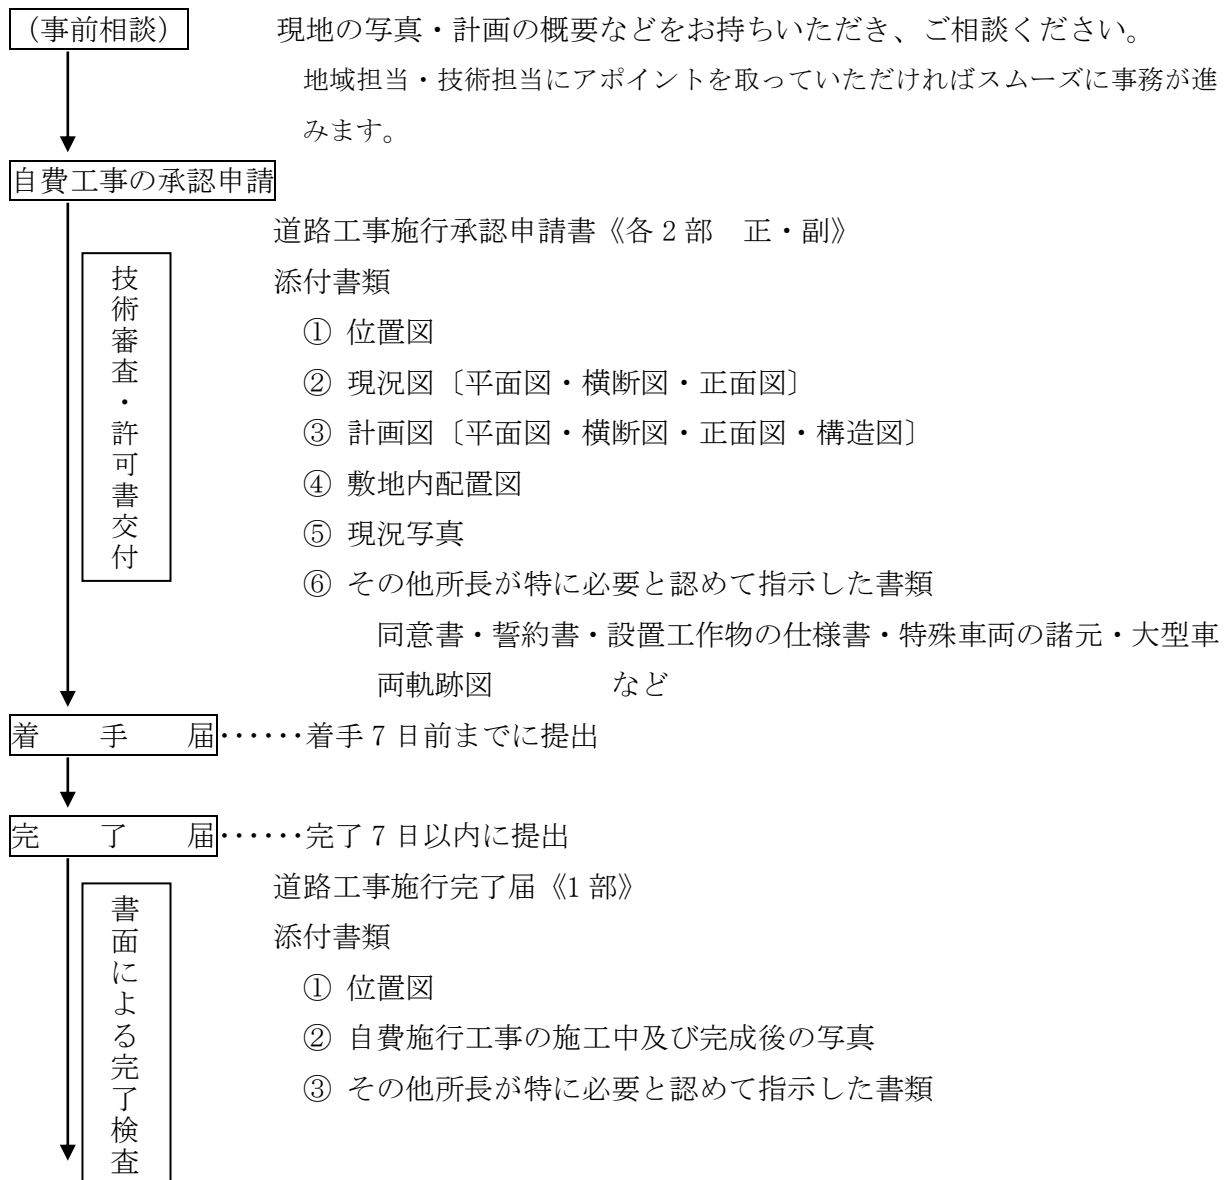 （事前相談）　現地の写真・計画の概要などをお持ちいただき、ご相談ください。
地域担当・技術担当にアポイントを取っていただければスムーズに事務が進
みます。
自費工事の承認申請
道路工事施行承認申請書《各２部　正・副》
技術審査・許可書交付
添付書類
① 位置図
② 現況図〔平面図・横断図・正面図〕
③ 計画図〔平面図・横断図・正面図・構造図〕
④ 敷地内配置図
⑤ 現況写真
⑥ その他所長が特に必要と認めて指示した書類
同意書・誓約書・設置工作物の仕様書・特殊車両の諸元・大型車
両軌跡図　　　など
着　手　届･･････着手７日前までに提出
完　了　届･･････完了７日以内に提出
道路工事施行完了届《1 部》
書面による完了検査
添付書類
① 位置図
② 自費施行工事の施工中及び完成後の写真
③ その他所長が特に必要と認めて指示した書類